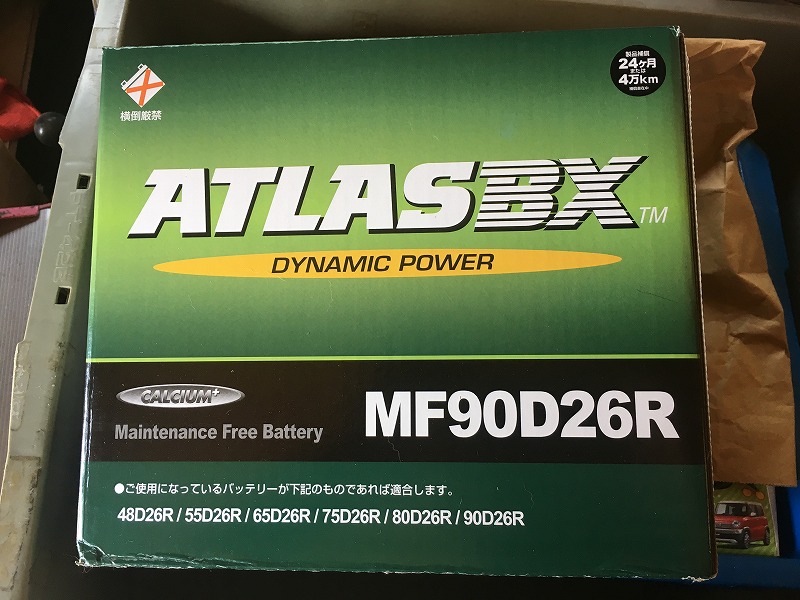 横倒厳禁
製品補償
24ヶ月
または
4万km
ATLASBX TM
DYNAMIC POWER
CALCIUM+
Maintenance Free Battery
MF90D26R
●ご使用になっているバッテリーが下記のものであれば適合します。
48D26R / 55D26R / 65D26R / 75D26R / 80D26R / 90D26R